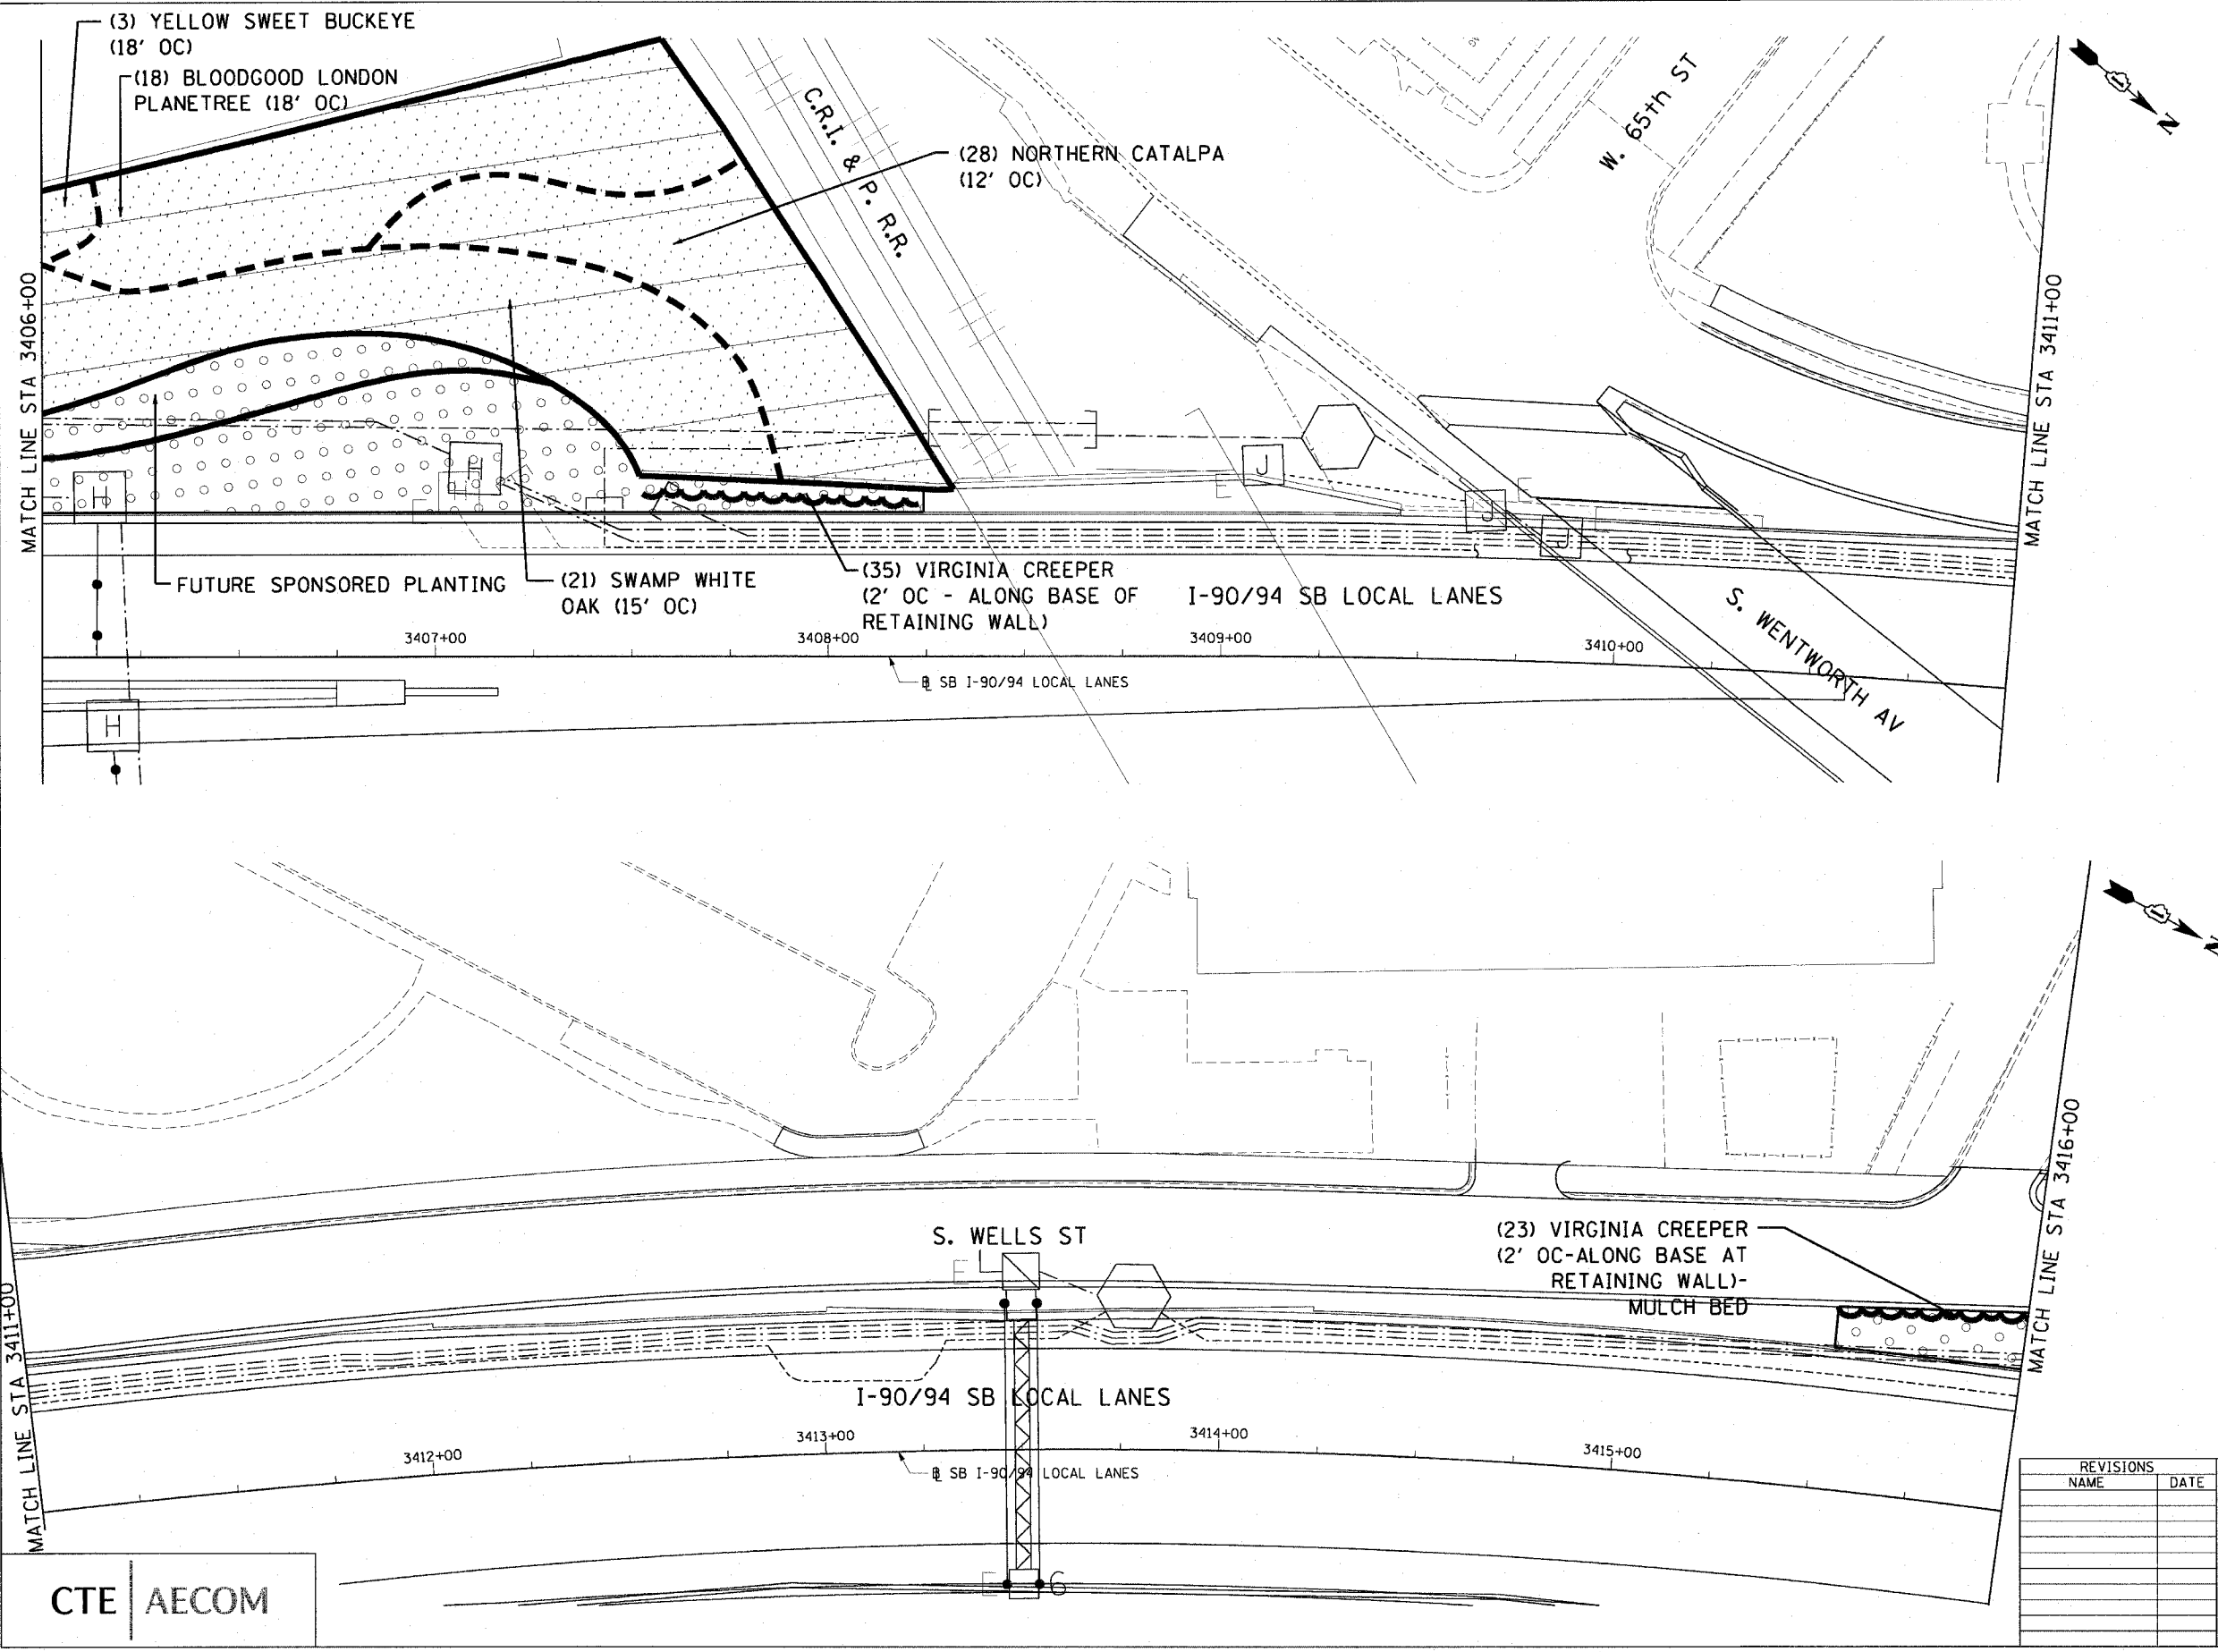 (3) YELLOW SWEET BUCKEYE
(18' OC)
(18) BLOODGOOD LONDON
PLANETREE (18' OC)
C.R.I. & P. R.R.
(28) NORTHERN CATALPA
(12' OC)
W. 65th ST
N
MATCH LINE STA 3406+00
MATCH LINE STA 3411+00
H
H
J
J
J
E
E
FUTURE SPONSORED PLANTING
(21) SWAMP WHITE
OAK (15' OC)
(35) VIRGINIA CREEPER
(2' OC - ALONG BASE OF
RETAINING WALL)
I-90/94 SB LOCAL LANES
S. WENTWORTH AV
3407+00
3408+00
3409+00
3410+00
℄ SB I-90/94 LOCAL LANES
H
N
S. WELLS ST
E
(23) VIRGINIA CREEPER
(2' OC-ALONG BASE AT
RETAINING WALL)-
MULCH BED
MATCH LINE STA 3411+00
MATCH LINE STA 3416+00
I-90/94 SB LOCAL LANES
3412+00
3413+00
3414+00
3415+00
℄ SB I-90/94 LOCAL LANES
E
6
CTE | AECOM
REVISIONS
NAME DATE